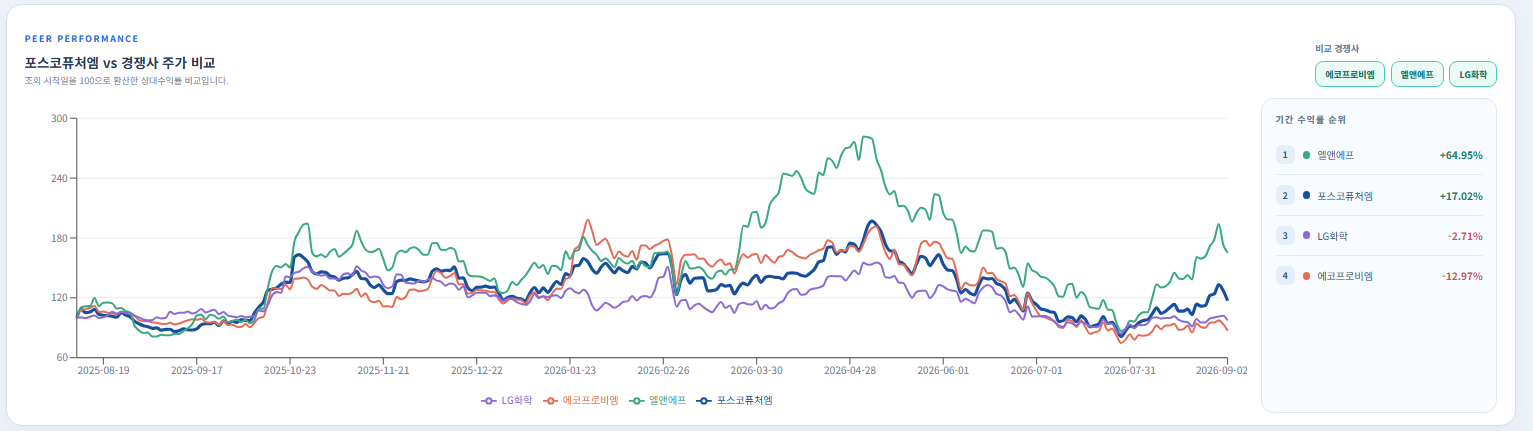 PEER PERFORMANCE
포스코퓨처엠 vs 경쟁사 주가 비교
조회 시작일을 100으로 환산한 상대수익률 비교입니다.
비교 경쟁사
에코프로비엠
엘앤에프
LG화학
300
240
180
120
60
2025-08-19
2025-09-17
2025-10-23
2025-11-21
2025-12-22
2026-01-23
2026-02-26
2026-03-30
2026-04-28
2026-06-01
2026-07-01
2026-07-31
2026-09-02
LG화학
에코프로비엠
엘앤에프
포스코퓨처엠
기간 수익률 순위
1 엘앤에프 +64.95%
2 포스코퓨처엠 +17.02%
3 LG화학 -2.71%
4 에코프로비엠 -12.97%